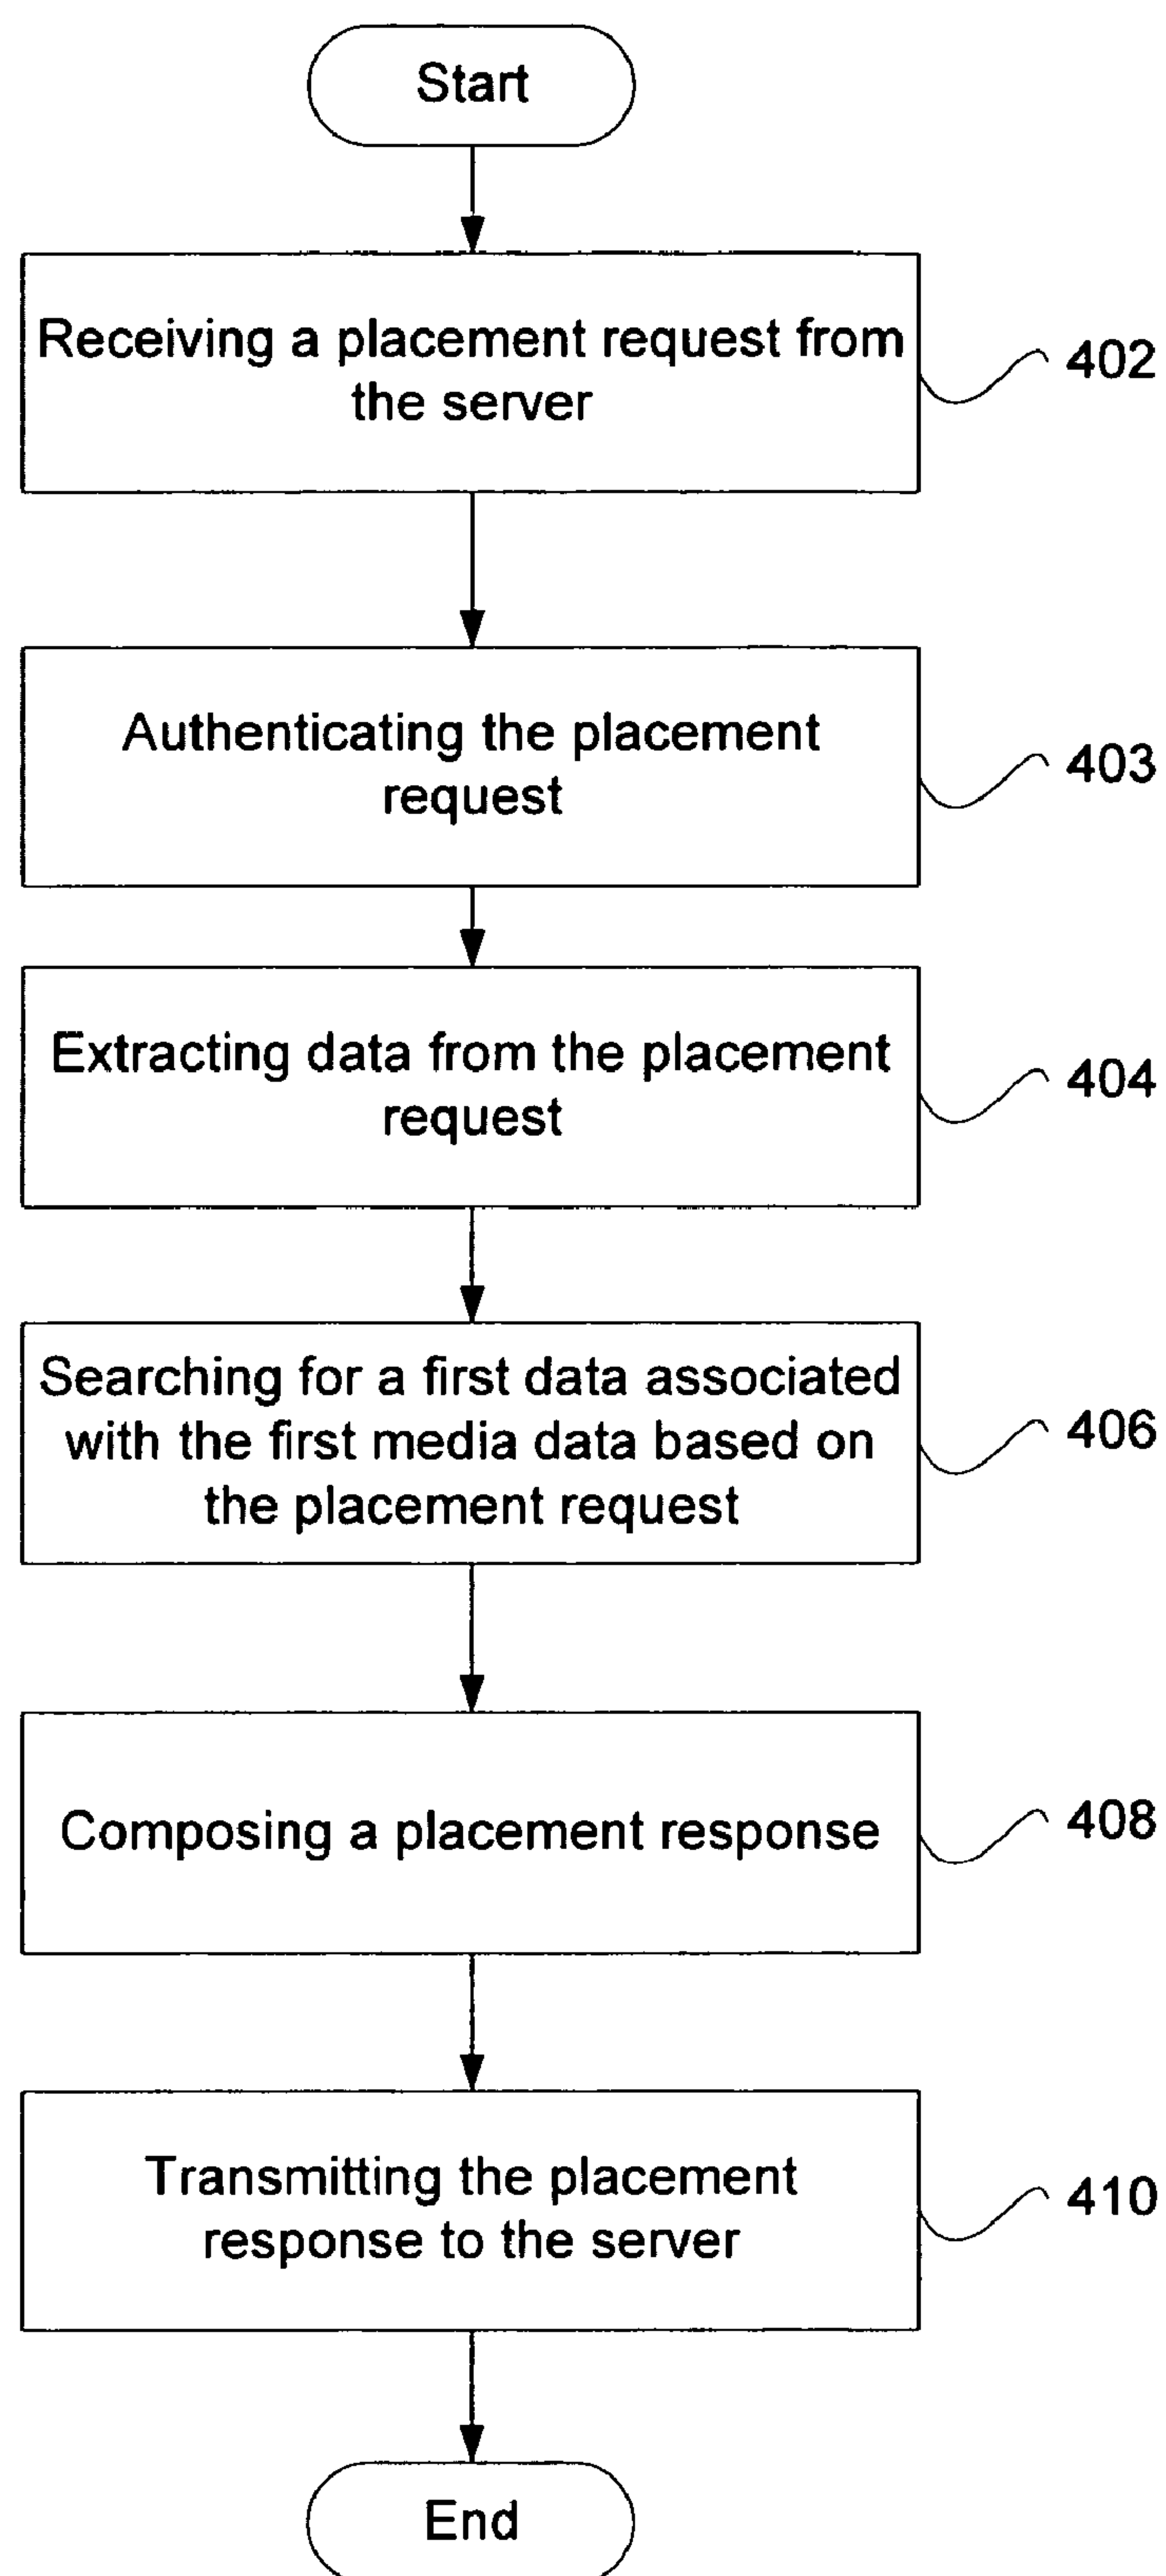 Start
Receiving a placement request from
the server
402
Authenticating the placement
request
403
Extracting data from the placement
request
404
Searching for a first data associated
with the first media data based on
the placement request
406
Composing a placement response
408
Transmitting the placement
response to the server
410
End